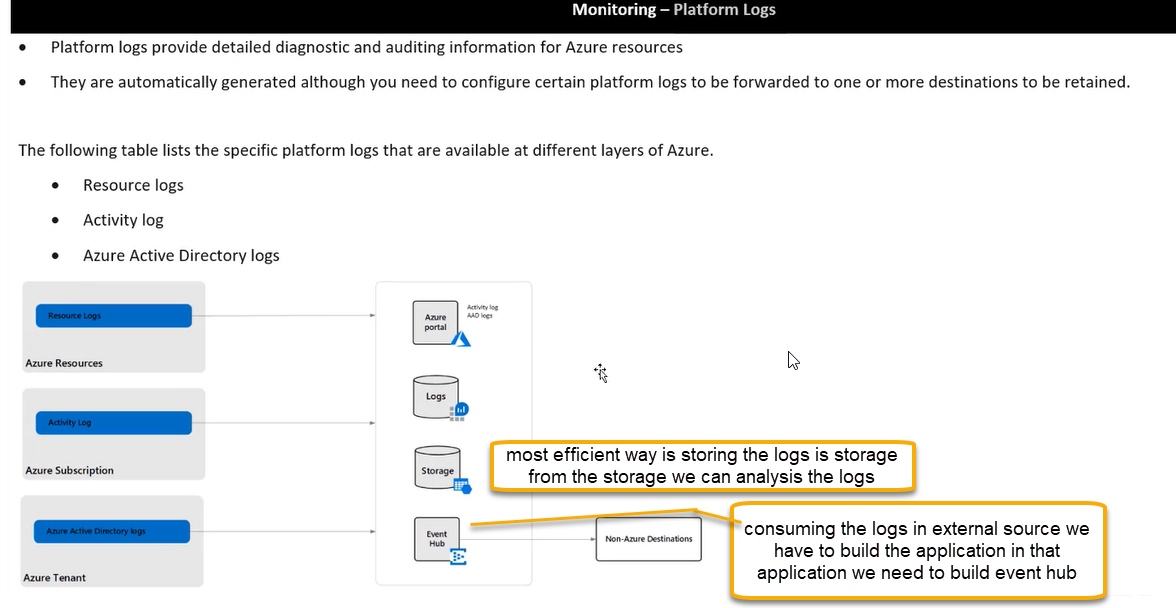 Monitoring – Platform Logs
• Platform logs provide detailed diagnostic and auditing information for Azure resources
• They are automatically generated although you need to configure certain platform logs to be forwarded to one or more destinations to be retained.
The following table lists the specific platform logs that are available at different layers of Azure.
• Resource logs
• Activity log
• Azure Active Directory logs
Resource Logs
Azure Resources
Activity Log
Azure Subscription
Azure Active Directory logs
Azure Tenant
Azure
portal
Activity log
AAD logs
Logs
Storage
Event
Hub
Non-Azure Destinations
most efficient way is storing the logs is storage
from the storage we can analysis the logs
consuming the logs in external source we
have to build the application in that
application we need to build event hub